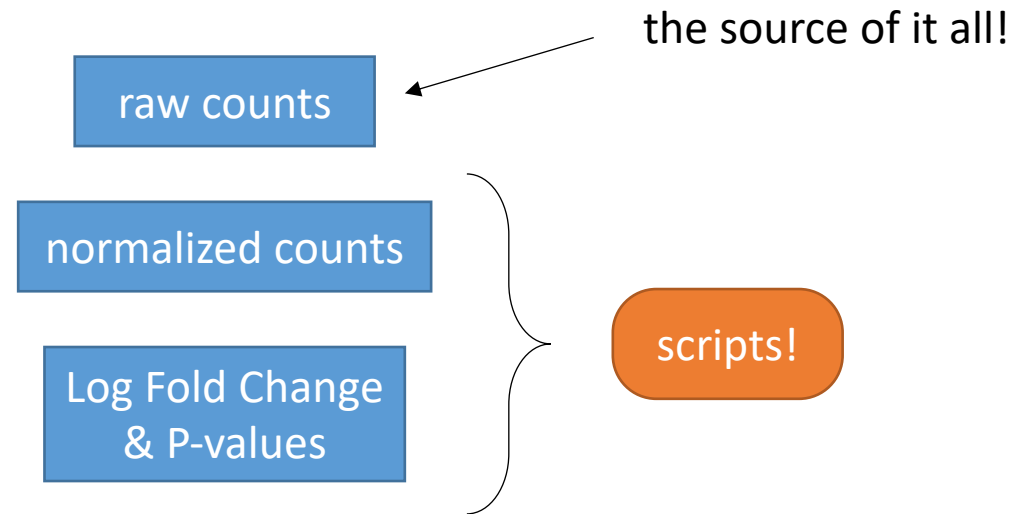 the source of it all!
raw counts
normalized counts
scripts!
Log Fold Change
& P-values